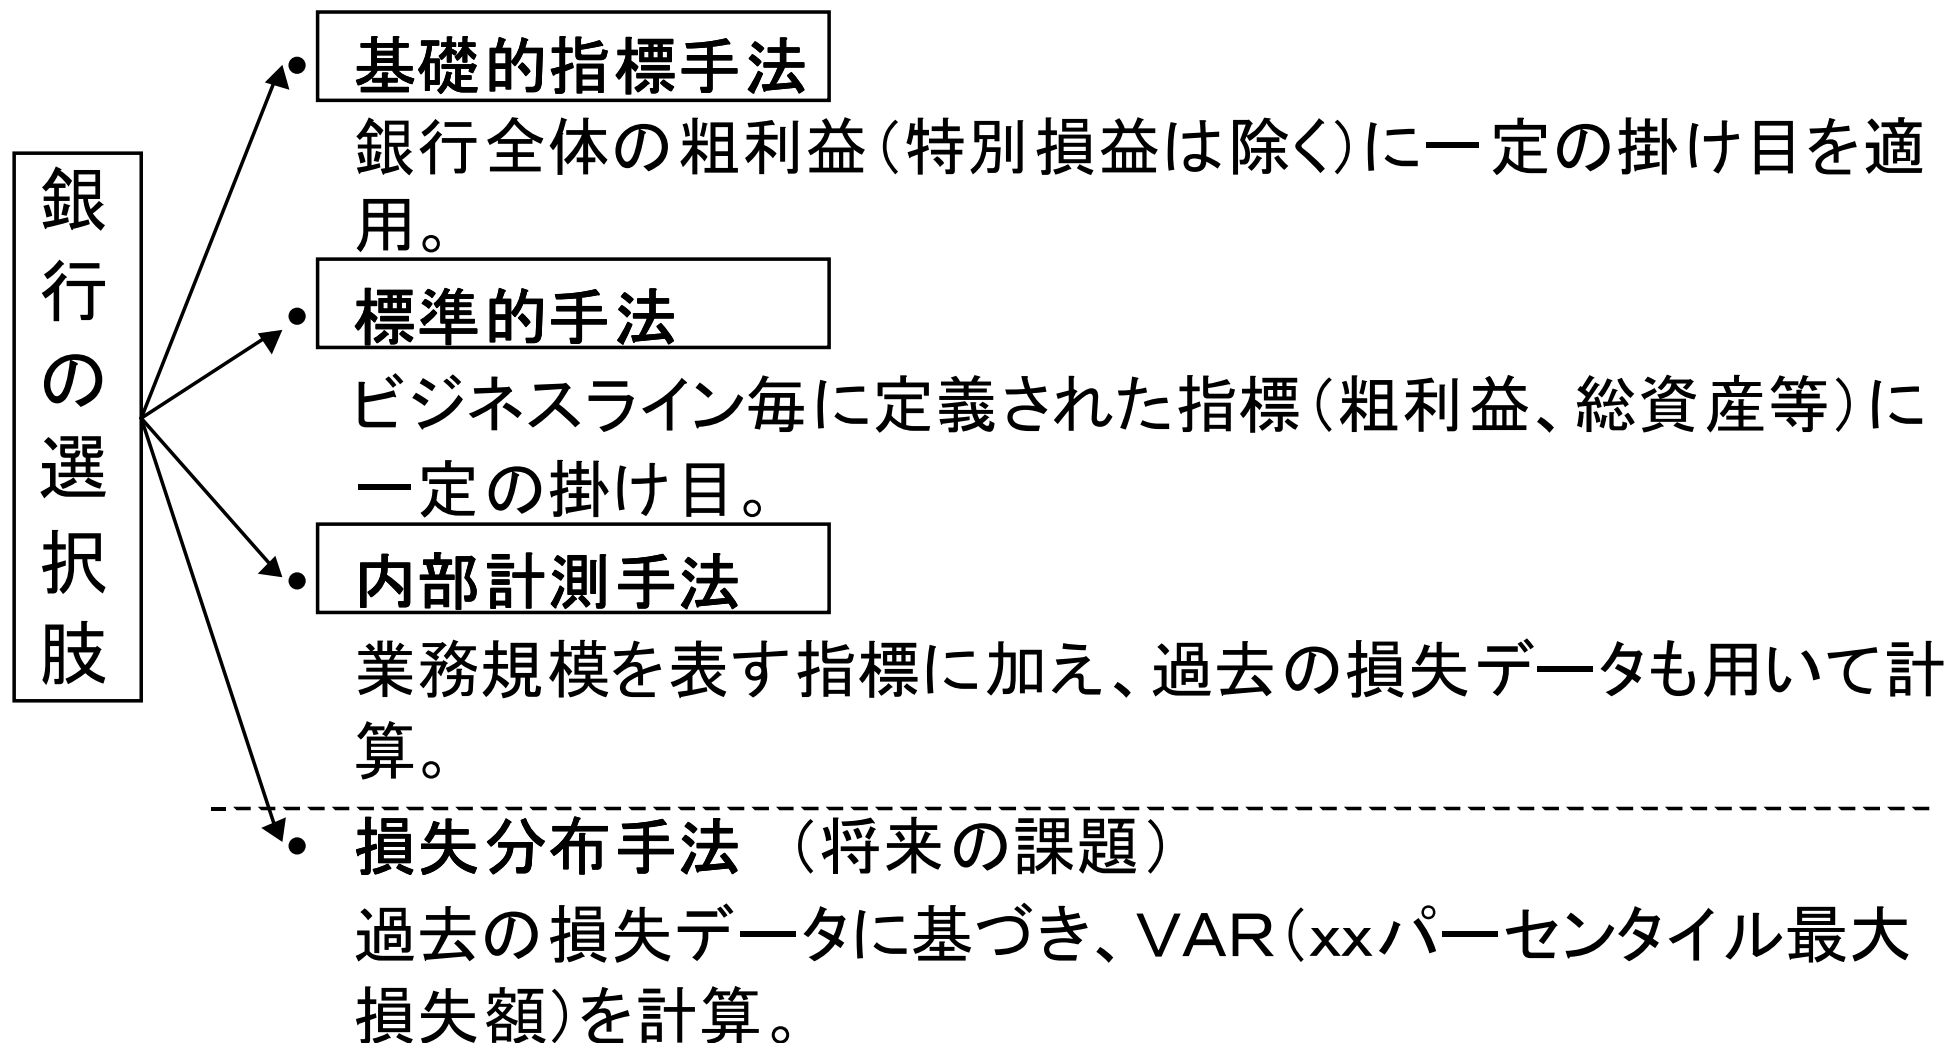 銀行の選択肢
• 基礎的指標手法
銀行全体の粗利益(特別損益は除く)に一定の掛け目を適
用。
• 標準的手法
ビジネスライン毎に定義された指標(粗利益、総資産等)に
一定の掛け目。
• 内部計測手法
業務規模を表す指標に加え、過去の損失データも用いて計
算。
• 損失分布手法 (将来の課題)
過去の損失データに基づき、VAR(xxパーセンタイル最大
損失額)を計算。